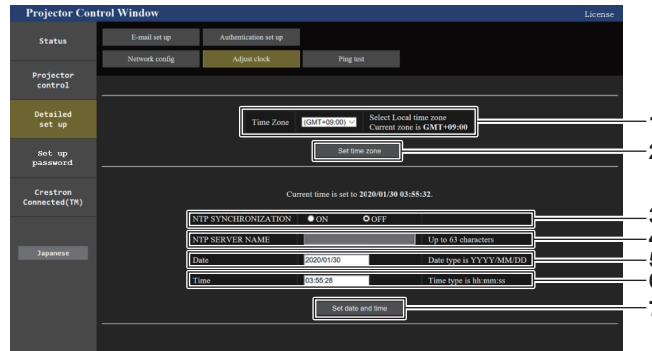 Projector Control Window License
Status
E-mail set up Authentication set up
Network config Adjust clock Ping test
Projector
control
Detailed
set up
Time Zone (GMT+09:00) Select Local time zone
Current zone is GMT+09:00
1
Set time zone
2
Set up
password
Crestron
Connected(TM)
Current time is set to 2020/01/30 03:55:32.
NTP SYNCHRONIZATION ON OFF
3
NTP SERVER NAME Up to 63 characters
4
Japanese
Date 2020/01/30 Date type is YYYY/MM/DD
5
Time 03:55:28 Time type is hh:mm:ss
6
Set date and time
7